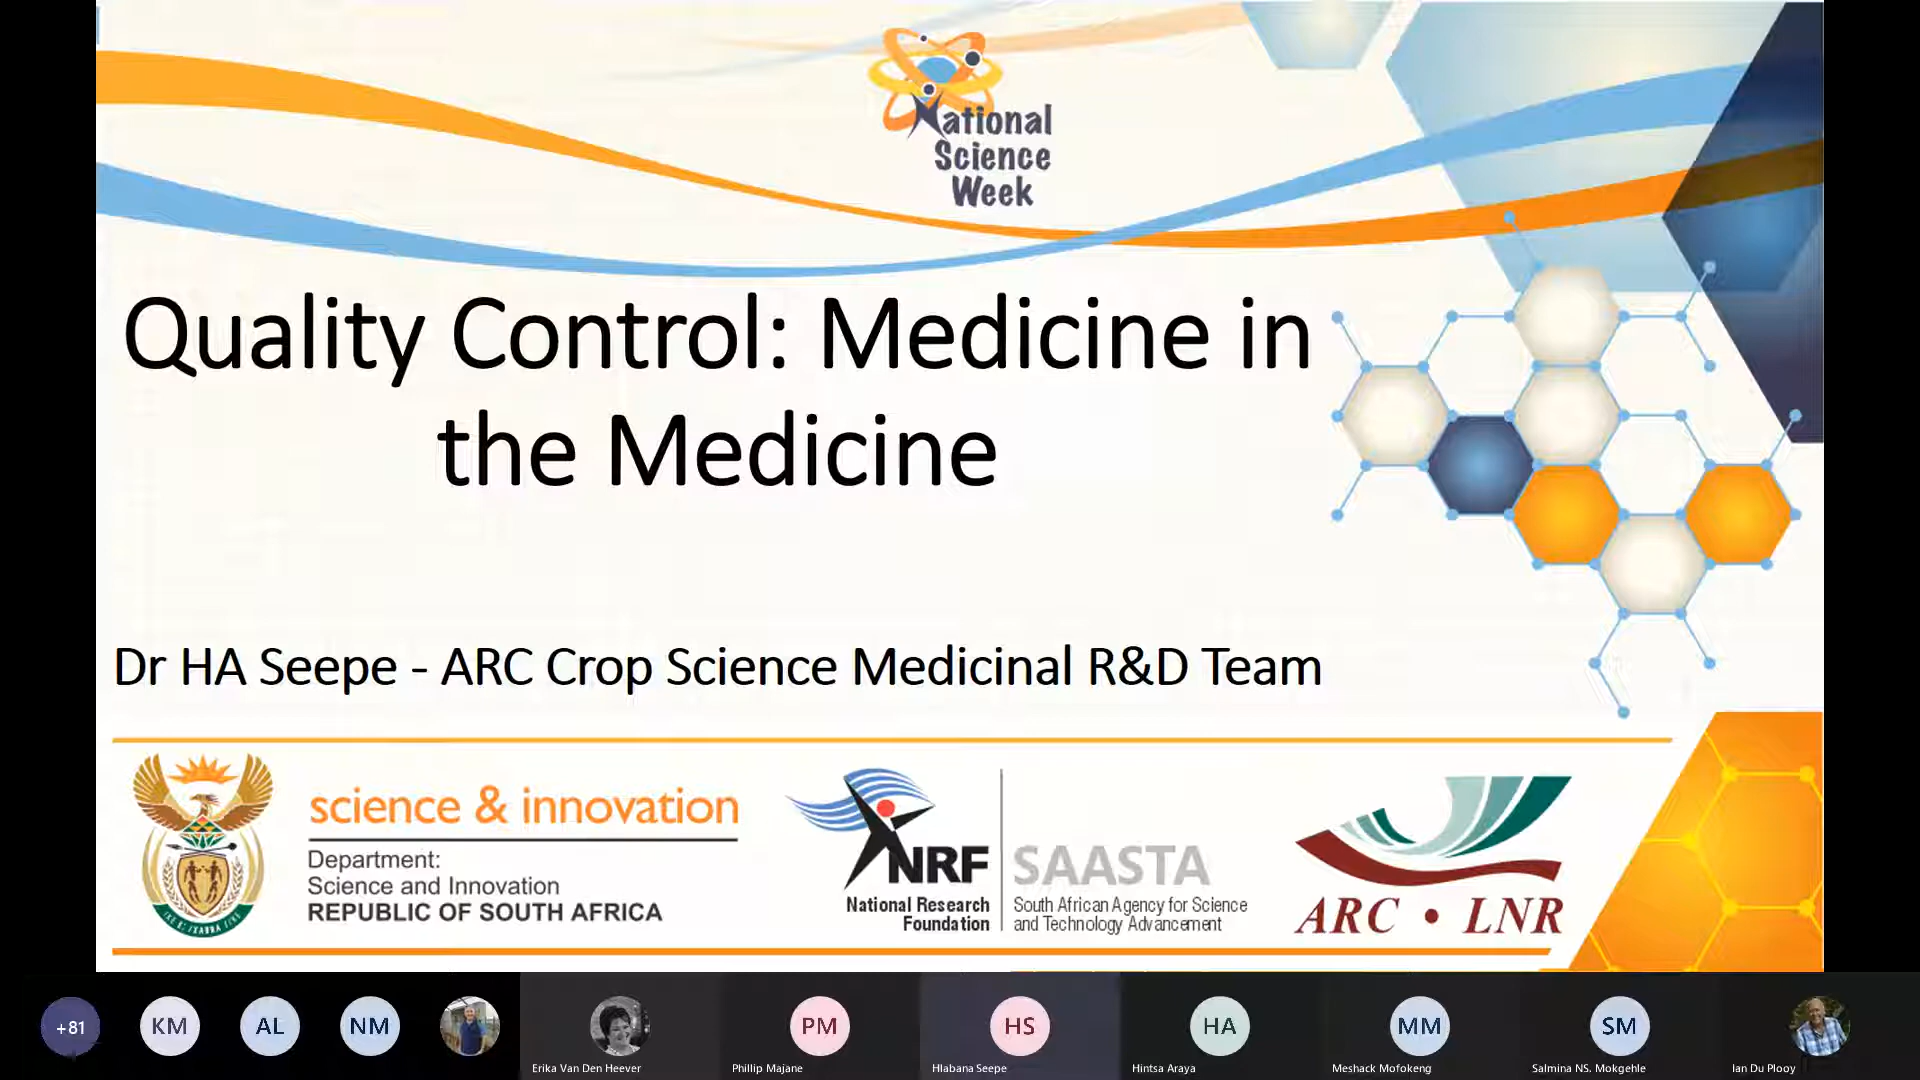 National
Science
Week
Quality Control: Medicine in
the Medicine
Dr HA Seepe - ARC Crop Science Medicinal R&D Team
science & innovation
Department:
Science and Innovation
REPUBLIC OF SOUTH AFRICA
NRF
National Research
Foundation
SAASTA
South African Agency for Science
and Technology Advancement
ARC • LNR
+81
KM
AL
NM
PM
HS
HA
MM
SM
Erika Van Den Heever
Phillip Majane
Hlabana Seepe
Hintsa Araya
Meshack Mofokeng
Salmina NS. Mokgehle
Ian Du Plooy